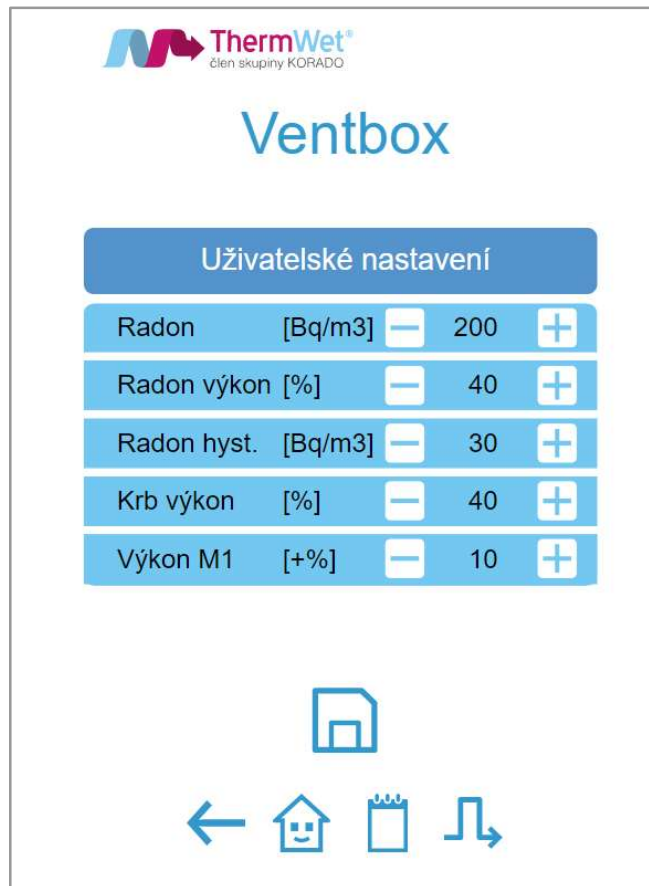 ThermWet®
člen skupiny KORADO
Ventbox
Uživatelské nastavení
Radon [Bq/m3] 200
Radon výkon [%] 40
Radon hyst. [Bq/m3] 30
Krb výkon [%] 40
Výkon M1 [+%] 10